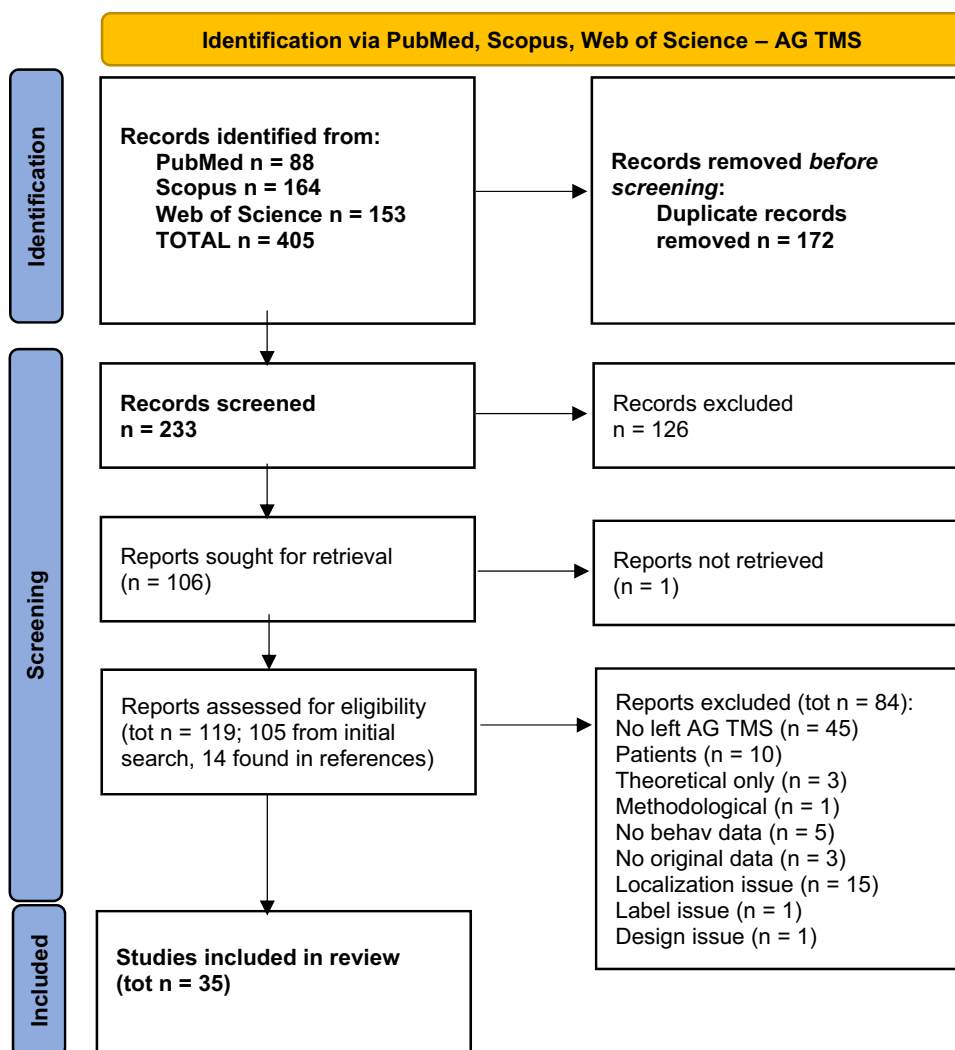 Identification via PubMed, Scopus, Web of Science – AG TMS
Identification
Records identified from:
PubMed n = 88
Scopus n = 164
Web of Science n = 153
TOTAL n = 405
Records removed before
screening:
Duplicate records
removed n = 172
Screening
Records screened
n = 233
Records excluded
n = 126
Reports sought for retrieval
(n = 106)
Reports not retrieved
(n = 1)
Reports assessed for eligibility
(tot n = 119; 105 from initial
search, 14 found in references)
Reports excluded (tot n = 84):
No left AG TMS (n = 45)
Patients (n = 10)
Theoretical only (n = 3)
Methodological (n = 1)
No behav data (n = 5)
No original data (n = 3)
Localization issue (n = 15)
Label issue (n = 1)
Design issue (n = 1)
Included
Studies included in review
(tot n = 35)